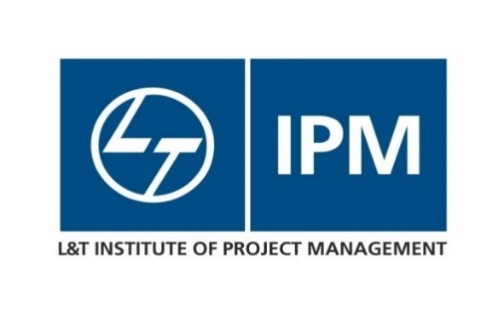 LT
IPM
L&T INSTITUTE OF PROJECT MANAGEMENT